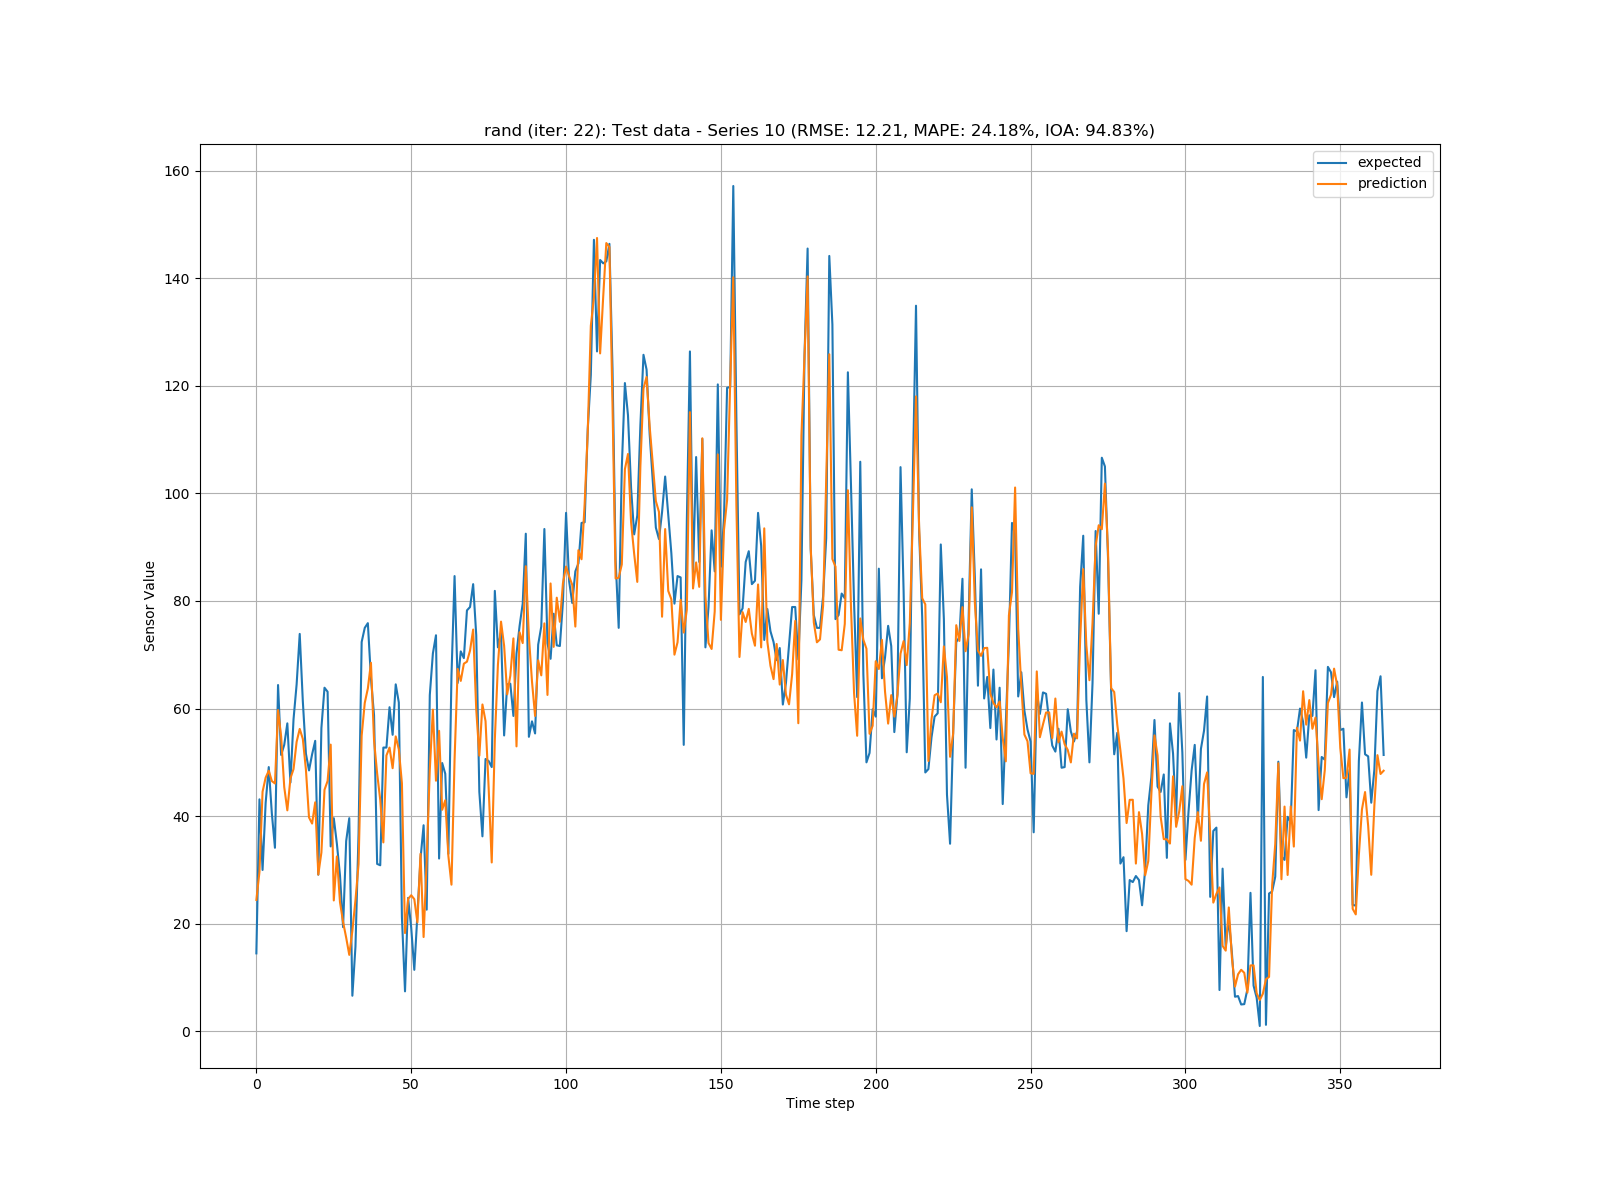 rand (iter: 22): Test data - Series 10 (RMSE: 12.21, MAPE: 24.18%, IOA: 94.83%)
expected
prediction
160
140
120
100
80
60
40
20
0
Sensor Value
0 50 100 150 200 250 300 350
Time step